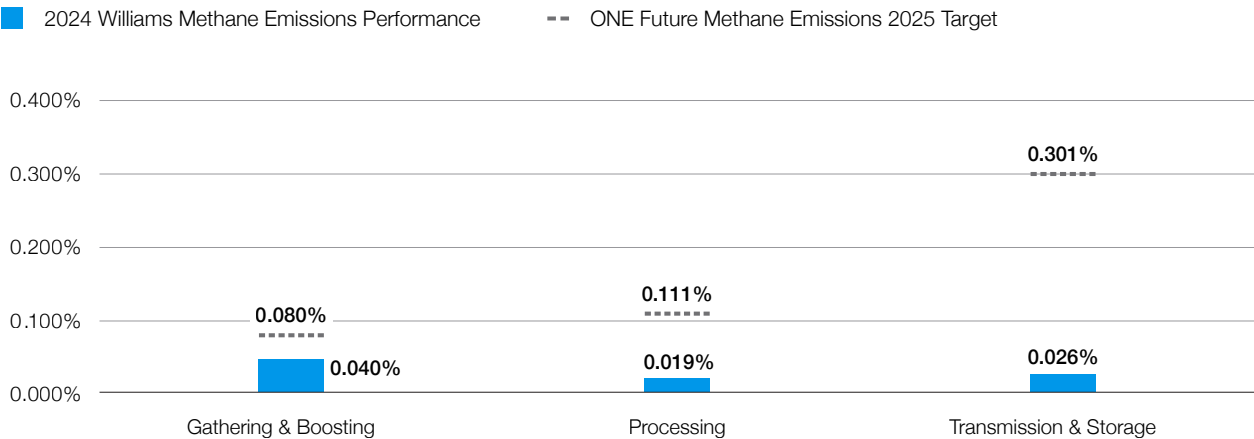 2024 Williams Methane Emissions Performance
ONE Future Methane Emissions 2025 Target
0.400%
0.300%
0.200%
0.100%
0.000%
0.080%
0.040%
0.111%
0.019%
0.301%
0.026%
Gathering & Boosting
Processing
Transmission & Storage